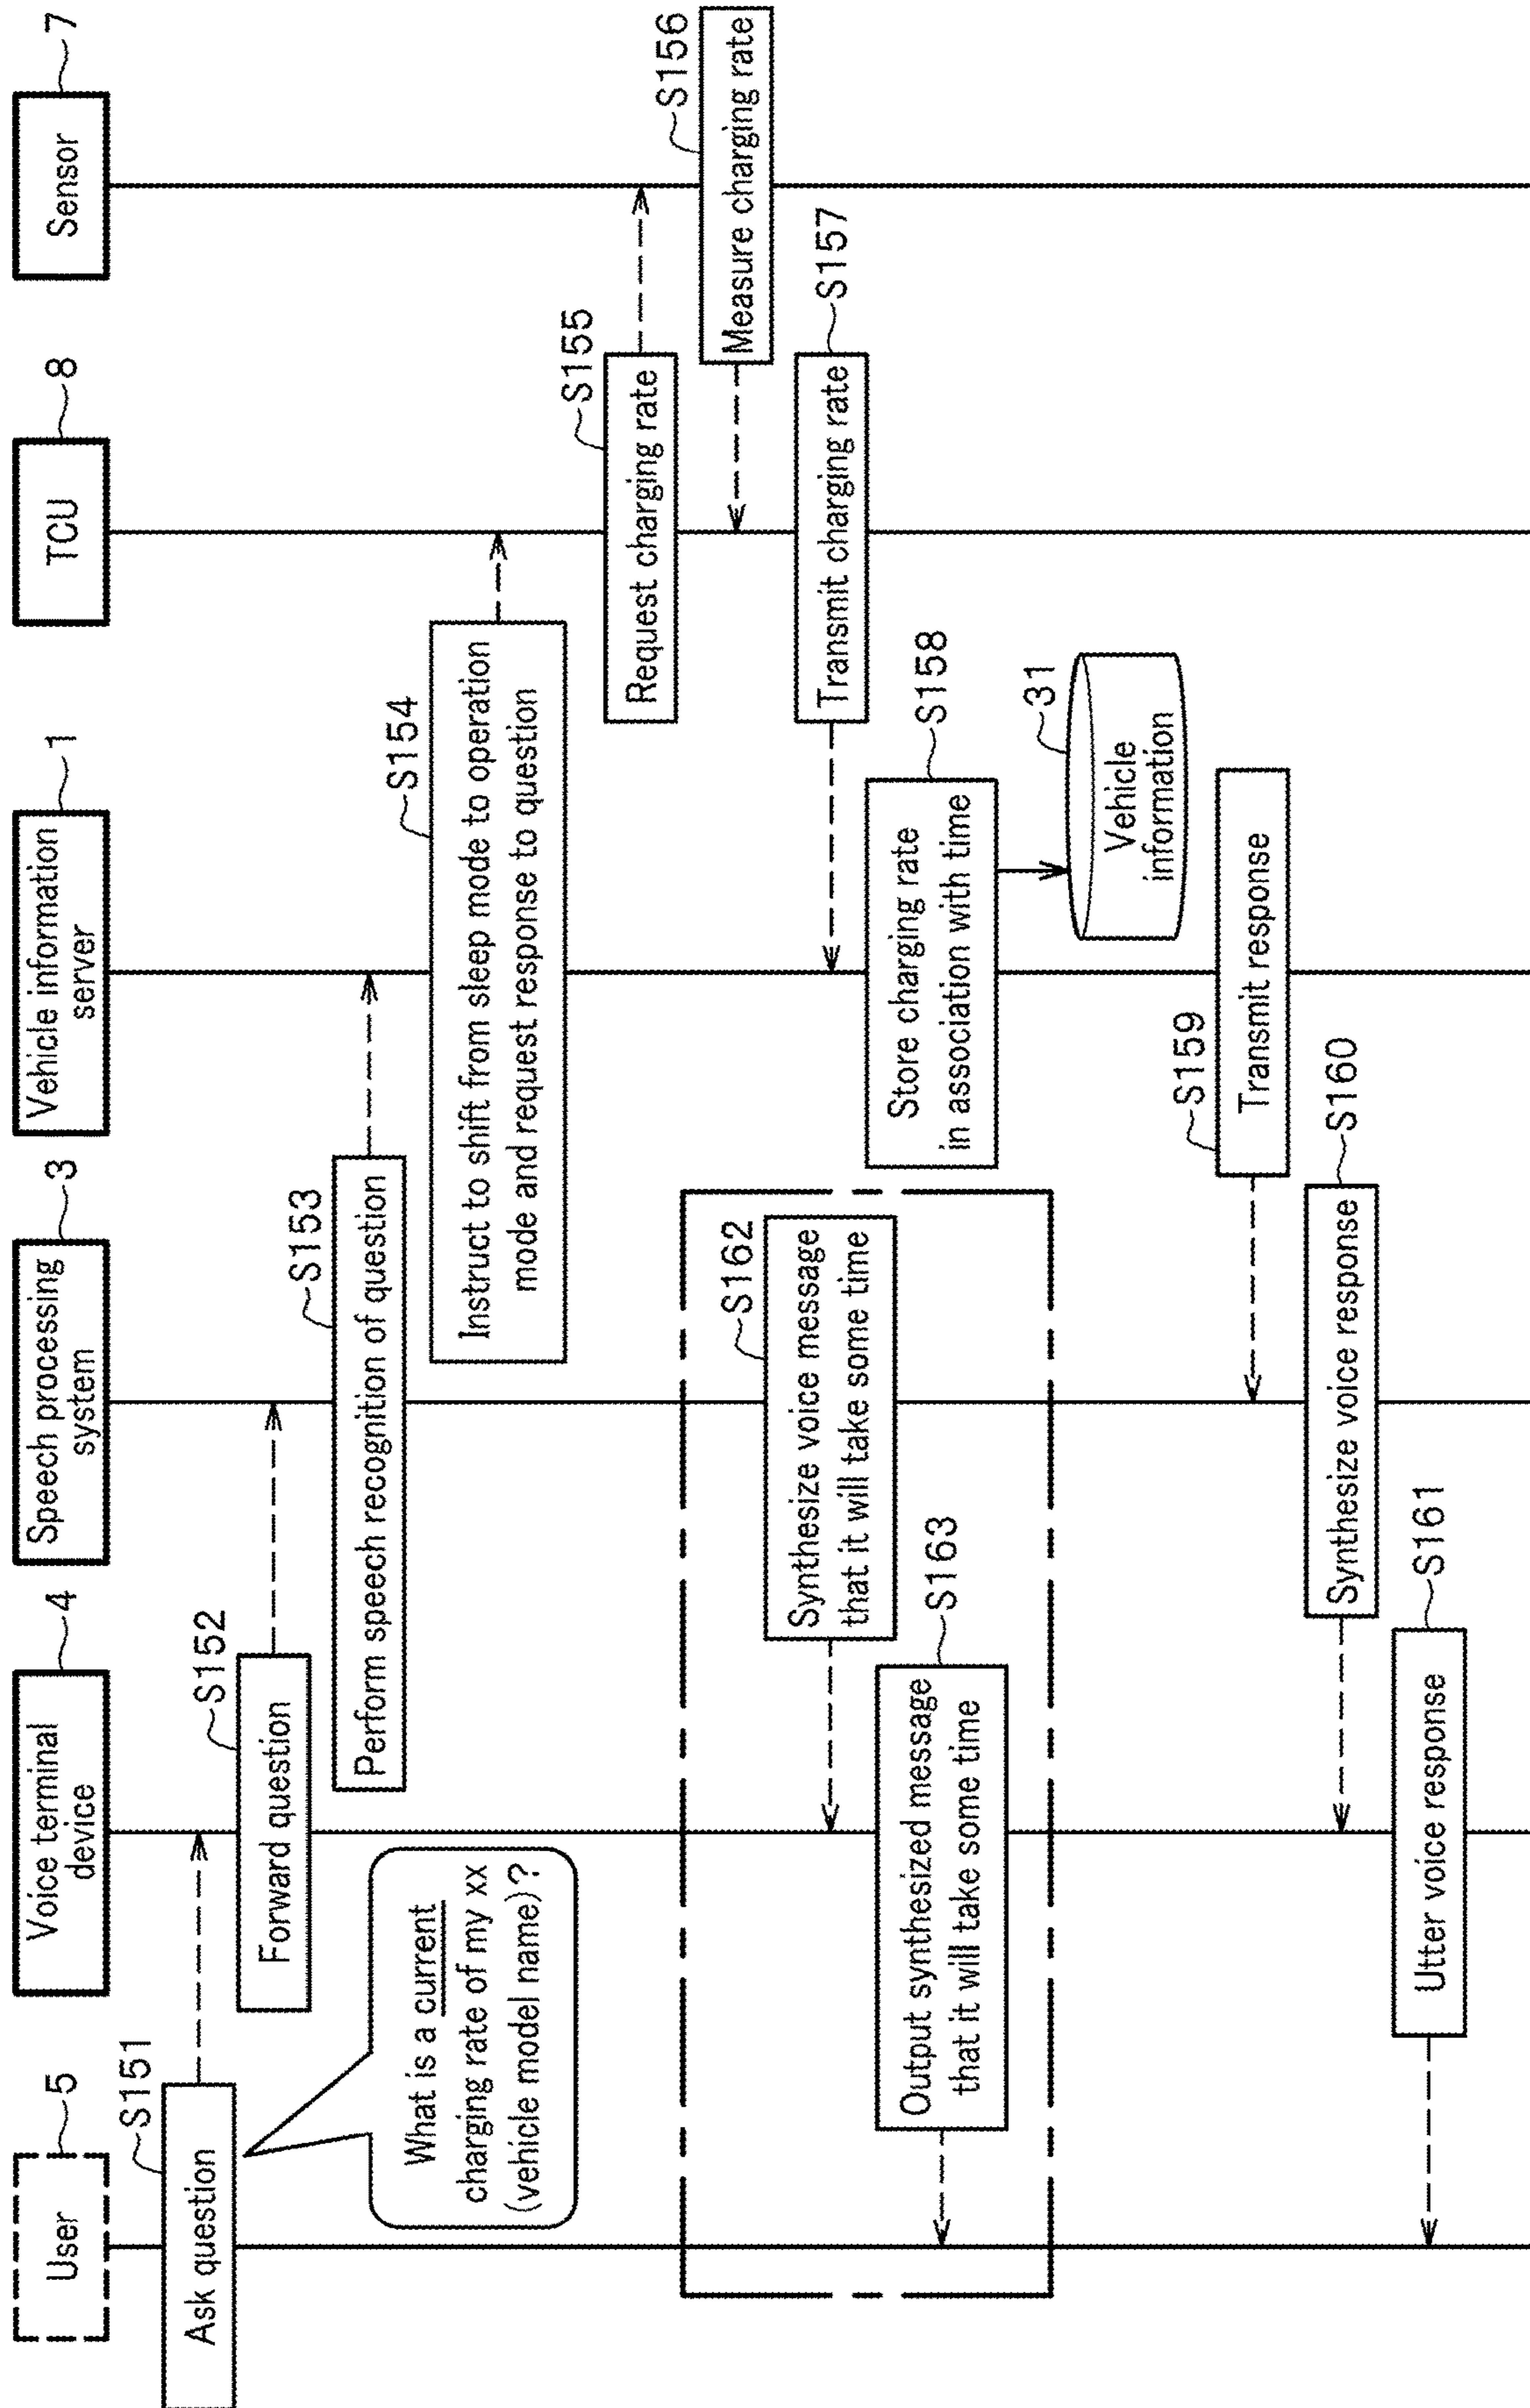 User
5
Voice terminal
device
4
Speech processing
system
3
Vehicle information
server
1
TCU
8
Sensor
7
S151
Ask question
What is a current
charging rate of my xx
(vehicle model name)?
S152
Forward question
S153
Perform speech recognition of question
S154
Instruct to shift from sleep mode to operation
mode and request response to question
S155
Request charging rate
S156
Measure charging rate
S157
Transmit charging rate
S162
Synthesize voice message
that it will take some time
S163
Output synthesized message
that it will take some time
S158
Store charging rate
in association with time
31
Vehicle
information
S159
Transmit response
S160
Synthesize voice response
S161
Utter voice response